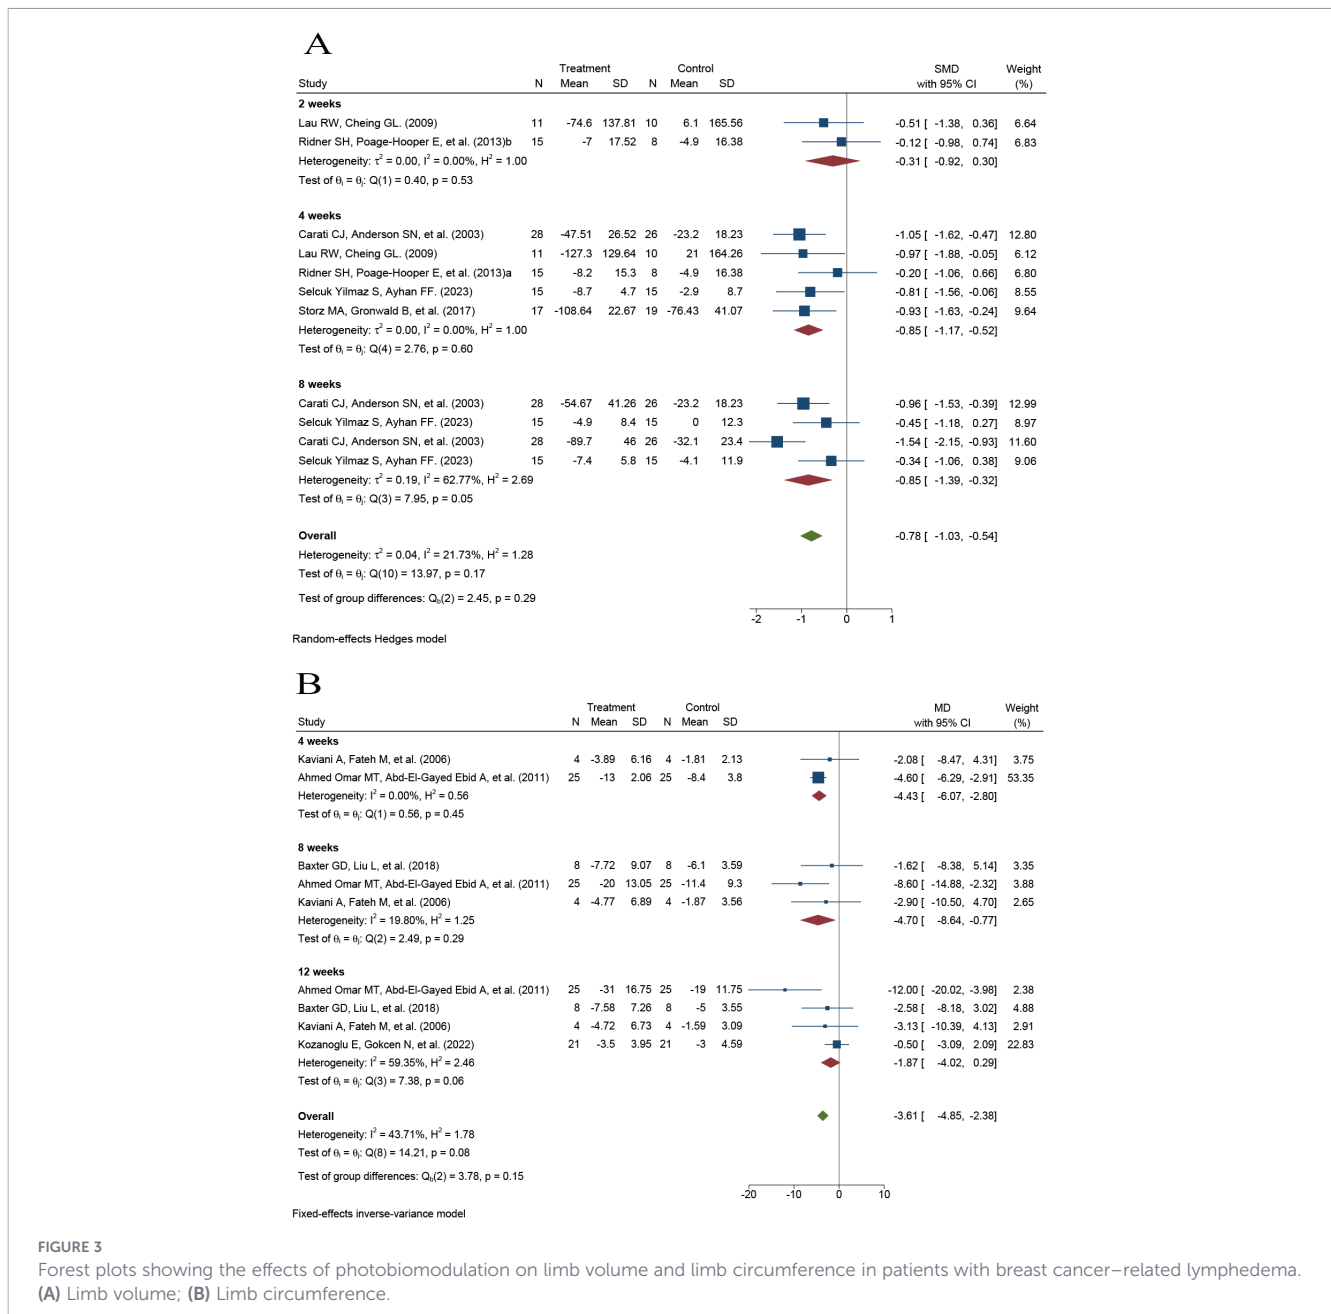 A
Treatment Control SMD Weight
Study N Mean SD N Mean SD with 95% CI (%)
2 weeks
Lau RW, Cheing GL. (2009) 11 -74.6 137.81 10 6.1 165.56 -0.51 [ -1.38, 0.36] 6.64
Ridner SH, Poage-Hooper E, et al. (2013)b 15 -7 17.52 8 -4.9 16.38 -0.12 [ -0.98, 0.74] 6.83
Heterogeneity: τ² = 0.00, I² = 0.00%, H² = 1.00 -0.31 [ -0.92, 0.30]
Test of θi = θj: Q(1) = 0.40, p = 0.53
4 weeks
Carati CJ, Anderson SN, et al. (2003) 28 -47.51 26.52 26 -23.2 18.23 -1.05 [ -1.62, -0.47] 12.80
Lau RW, Cheing GL. (2009) 11 -127.3 129.64 10 21 164.26 -0.97 [ -1.88, -0.05] 6.12
Ridner SH, Poage-Hooper E, et al. (2013)a 15 -8.2 15.3 8 -4.9 16.38 -0.20 [ -1.06, 0.66] 6.80
Selcuk Yilmaz S, Ayhan FF. (2023) 15 -8.7 4.7 15 -2.9 8.7 -0.81 [ -1.56, -0.06] 8.55
Storz MA, Gronwald B, et al. (2017) 17 -108.64 22.67 19 -76.43 41.07 -0.93 [ -1.63, -0.24] 9.64
Heterogeneity: τ² = 0.00, I² = 0.00%, H² = 1.00 -0.85 [ -1.17, -0.52]
Test of θi = θj: Q(4) = 2.76, p = 0.60
8 weeks
Carati CJ, Anderson SN, et al. (2003) 28 -54.67 41.26 26 -23.2 18.23 -0.96 [ -1.53, -0.39] 12.99
Selcuk Yilmaz S, Ayhan FF. (2023) 15 -4.9 8.4 15 0 12.3 -0.45 [ -1.18, 0.27] 8.97
Carati CJ, Anderson SN, et al. (2003) 28 -89.7 46 26 -32.1 23.4 -1.54 [ -2.15, -0.93] 11.60
Selcuk Yilmaz S, Ayhan FF. (2023) 15 -7.4 5.8 15 -4.1 11.9 -0.34 [ -1.06, 0.38] 9.06
Heterogeneity: τ² = 0.19, I² = 62.77%, H² = 2.69 -0.85 [ -1.39, -0.32]
Test of θi = θj: Q(3) = 7.95, p = 0.05
Overall -0.78 [ -1.03, -0.54]
Heterogeneity: τ² = 0.04, I² = 21.73%, H² = 1.28
Test of θi = θj: Q(10) = 13.97, p = 0.17
Test of group differences: Qb(2) = 2.45, p = 0.29
-2 -1 0 1
Random-effects Hedges model
B
Treatment Control MD Weight
Study N Mean SD N Mean SD with 95% CI (%)
4 weeks
Kaviani A, Fateh M, et al. (2006) 4 -3.89 6.16 4 -1.81 2.13 -2.08 [ -8.47, 4.31] 3.75
Ahmed Omar MT, Abd-El-Gayed Ebid A, et al. (2011) 25 -13 2.06 25 -8.4 3.8 -4.60 [ -6.29, -2.91] 53.35
Heterogeneity: I² = 0.00%, H² = 0.56 -4.43 [ -6.07, -2.80]
Test of θi = θj: Q(1) = 0.56, p = 0.45
8 weeks
Baxter GD, Liu L, et al. (2018) 8 -7.72 9.07 8 -6.1 3.59 -1.62 [ -8.38, 5.14] 3.35
Ahmed Omar MT, Abd-El-Gayed Ebid A, et al. (2011) 25 -20 13.05 25 -11.4 9.3 -8.60 [ -14.88, -2.32] 3.88
Kaviani A, Fateh M, et al. (2006) 4 -4.77 6.89 4 -1.87 3.56 -2.90 [ -10.50, 4.70] 2.65
Heterogeneity: I² = 19.80%, H² = 1.25 -4.70 [ -8.64, -0.77]
Test of θi = θj: Q(2) = 2.49, p = 0.29
12 weeks
Ahmed Omar MT, Abd-El-Gayed Ebid A, et al. (2011) 25 -31 16.75 25 -19 11.75 -12.00 [ -20.02, -3.98] 2.38
Baxter GD, Liu L, et al. (2018) 8 -7.58 7.26 8 -5 3.55 -2.58 [ -8.18, 3.02] 4.88
Kaviani A, Fateh M, et al. (2006) 4 -4.72 6.73 4 -1.59 3.09 -3.13 [ -10.39, 4.13] 2.91
Kozanoglu E, Gokcen N, et al. (2022) 21 -3.5 3.95 21 -3 4.59 -0.50 [ -3.09, 2.09] 22.83
Heterogeneity: I² = 59.35%, H² = 2.46 -1.87 [ -4.02, 0.29]
Test of θi = θj: Q(3) = 7.38, p = 0.06
Overall -3.61 [ -4.85, -2.38]
Heterogeneity: I² = 43.71%, H² = 1.78
Test of θi = θj: Q(8) = 14.21, p = 0.08
Test of group differences: Qb(2) = 3.78, p = 0.15
-20 -10 0 10
Fixed-effects inverse-variance model
FIGURE 3
Forest plots showing the effects of photobiomodulation on limb volume and limb circumference in patients with breast cancer–related lymphedema.
(A) Limb volume; (B) Limb circumference.